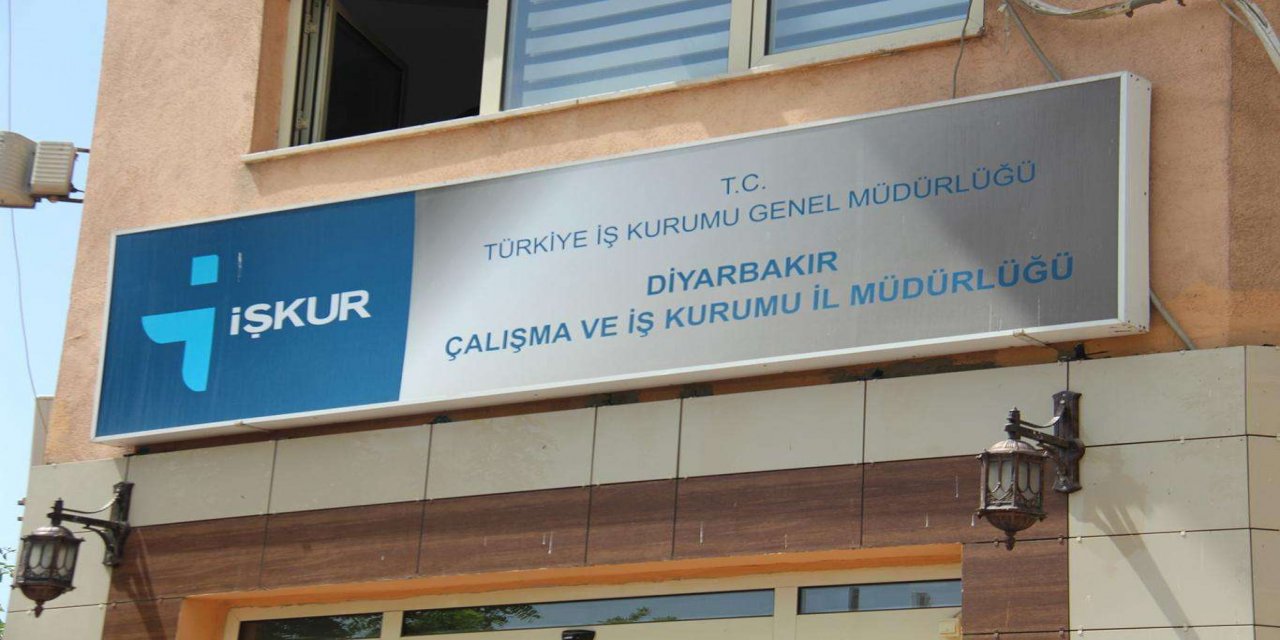 İŞKUR
T.C.
TÜRKİYE İŞ KURUMU GENEL MÜDÜRLÜĞÜ
DİYARBAKIR
ÇALIŞMA VE İŞ KURUMU İL MÜDÜRLÜĞÜ